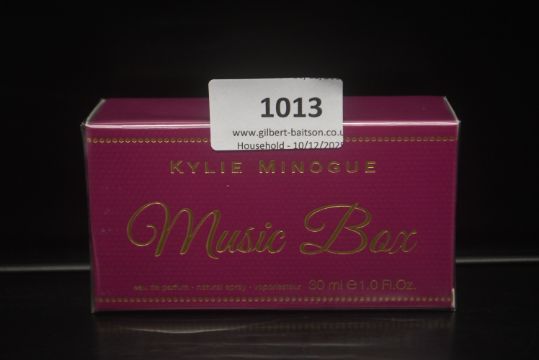 1013
www.gilbert-baitson.co.u
Household - 10/12/202
KYLIE MINOGUE
Music Box
eau de parfum - natural spray - vaporisateur 30 ml e 1.0 Fl.Oz.